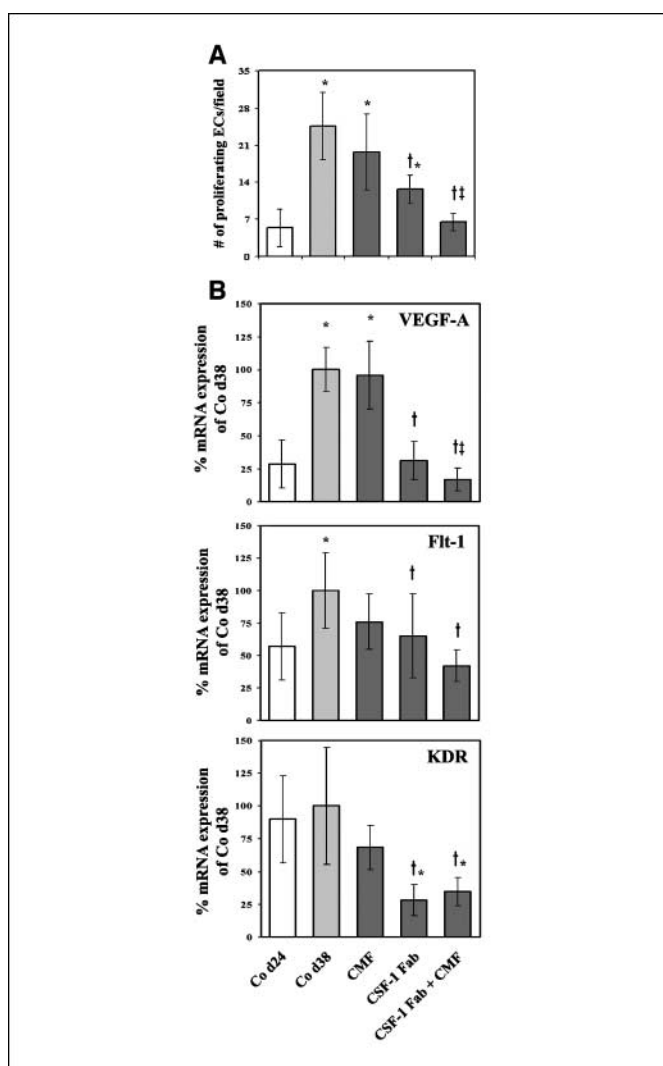 A
# of proliferating ECs/field
35
28
21
14
7
0
*
*
†*
†‡
B
VEGF-A
% mRNA expression
of Co d38
150
125
100
75
50
25
0
*
*
†
†‡
Flt-1
% mRNA expression
of Co d38
150
125
100
75
50
25
0
*
†
†
KDR
% mRNA expression
of Co d38
150
125
100
75
50
25
0
†*
†*
Co d24
Co d38
CMF
CSF-1 Fab
CSF-1 Fab + CMF